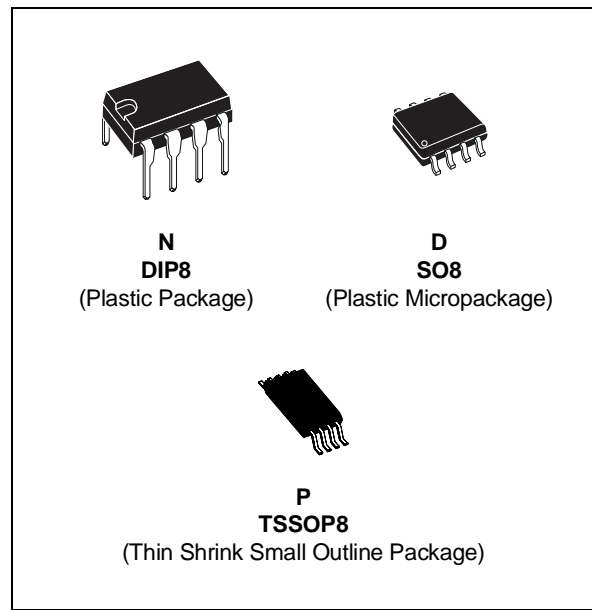 N
DIP8
(Plastic Package)
D
SO8
(Plastic Micropackage)
P
TSSOP8
(Thin Shrink Small Outline Package)